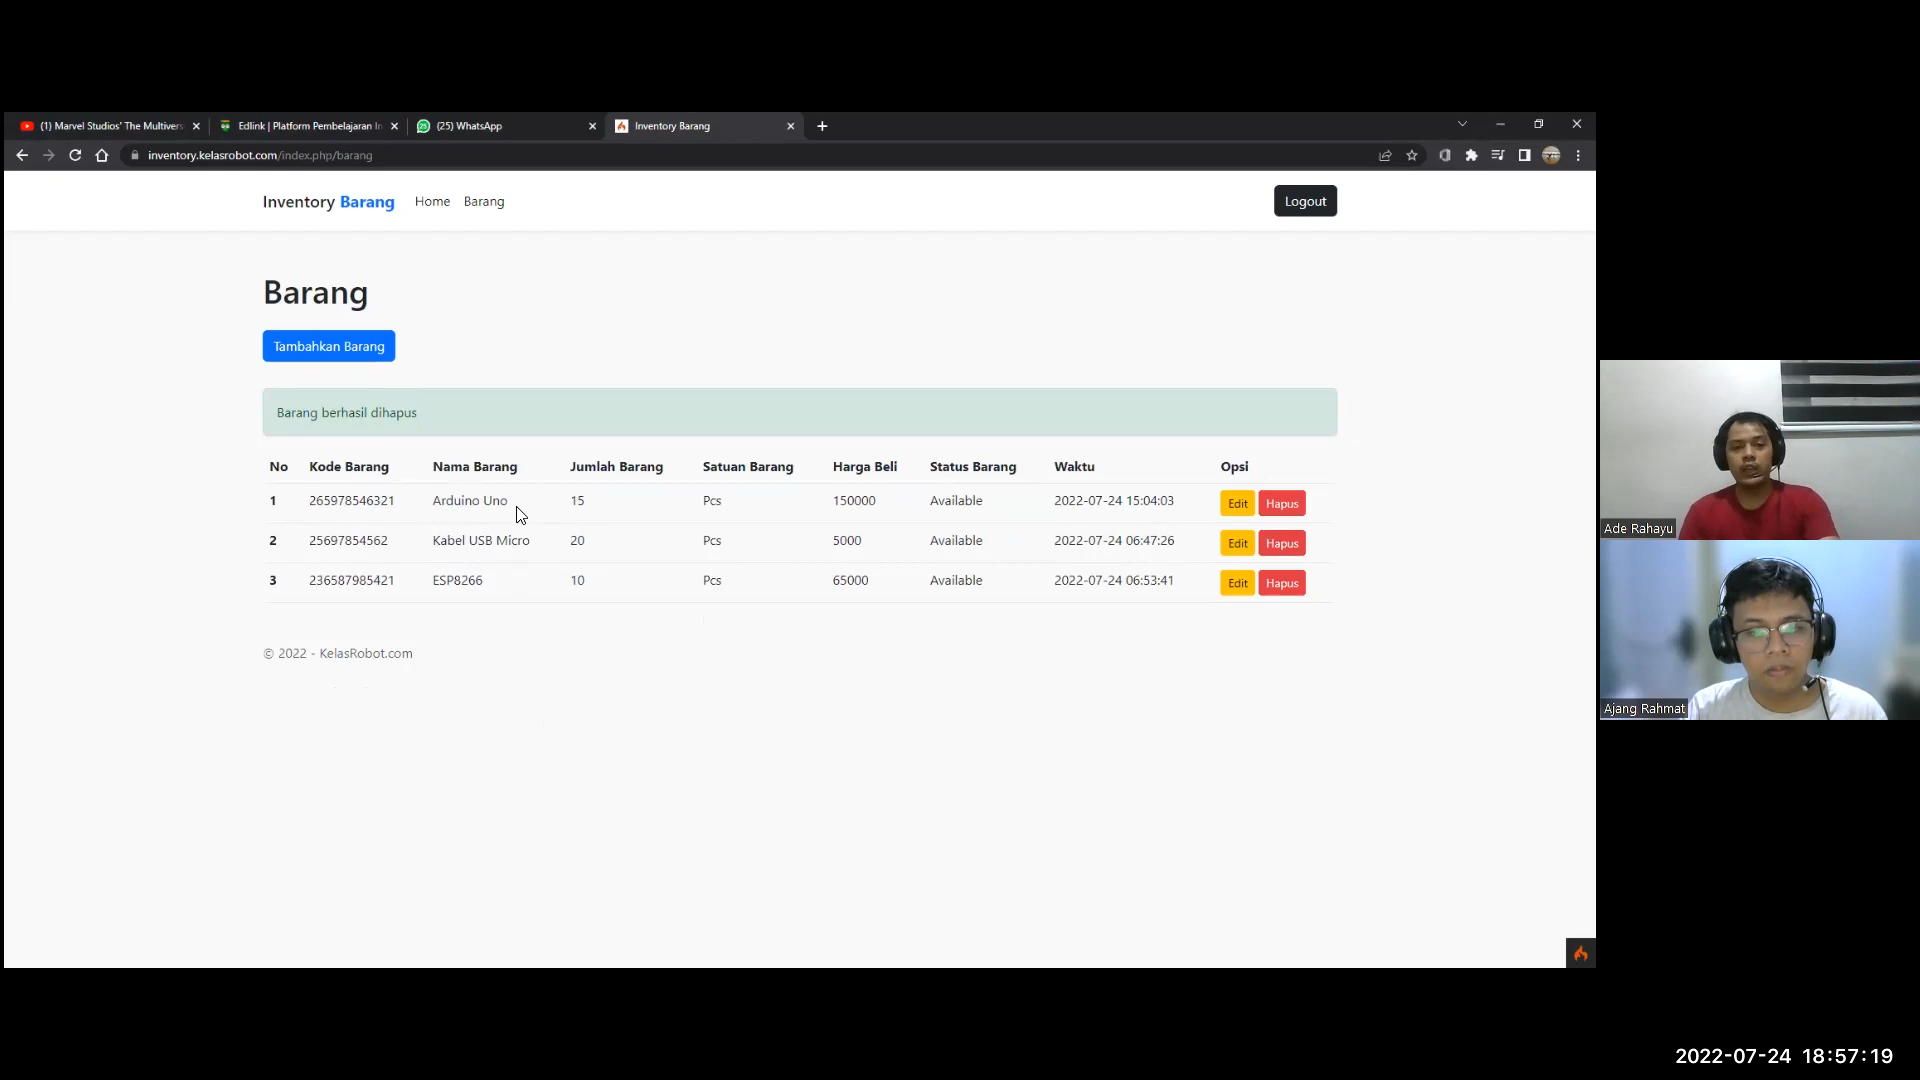 (1) Marvel Studios' The Multivers
Edlink | Platform Pembelajaran In
(25) WhatsApp
Inventory Barang
inventory.kelasrobot.com/index.php/barang
Inventory Barang Home Barang Logout
Barang
Tambahkan Barang
Barang berhasil dihapus
No Kode Barang Nama Barang Jumlah Barang Satuan Barang Harga Beli Status Barang Waktu Opsi
1 265978546321 Arduino Uno 15 Pcs 150000 Available 2022-07-24 15:04:03 Edit Hapus
2 25697854562 Kabel USB Micro 20 Pcs 5000 Available 2022-07-24 06:47:26 Edit Hapus
3 236587985421 ESP8266 10 Pcs 65000 Available 2022-07-24 06:53:41 Edit Hapus
© 2022 - KelasRobot.com
Ade Rahayu
Ajang Rahmat
2022-07-24 18:57:19